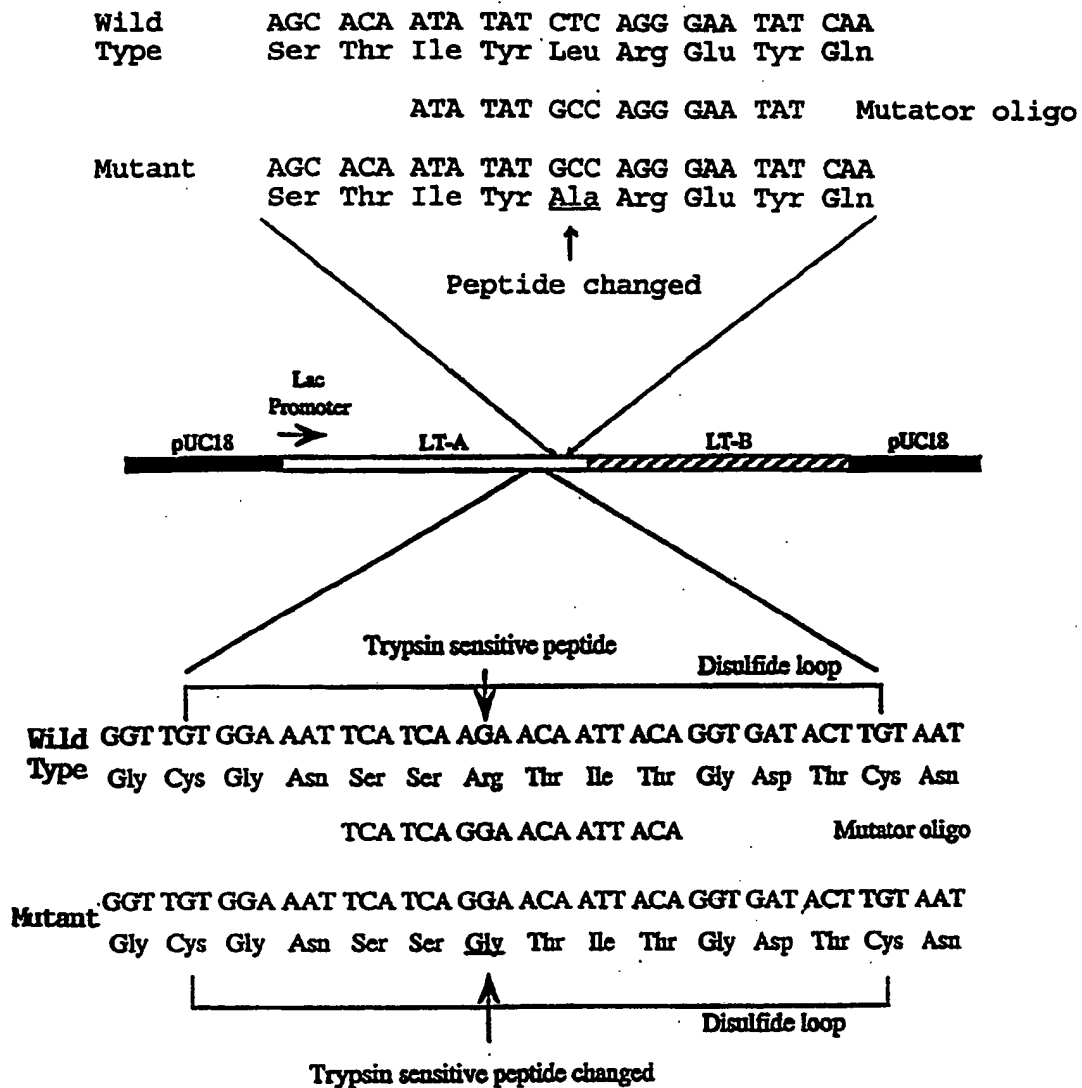 Wild AGC ACA ATA TAT CTC AGG GAA TAT CAA
Type Ser Thr Ile Tyr Leu Arg Glu Tyr Gln
ATA TAT GCC AGG GAA TAT Mutator oligo
Mutant AGC ACA ATA TAT GCC AGG GAA TAT CAA
Ser Thr Ile Tyr Ala Arg Glu Tyr Gln
Peptide changed
Lac
Promoter
pUC18 LT-A LT-B pUC18
Trypsin sensitive peptide
Disulfide loop
Wild GGT TGT GGA AAT TCA TCA AGA ACA ATT ACA GGT GAT ACT TGT AAT
Type Gly Cys Gly Asn Ser Ser Arg Thr Ile Thr Gly Asp Thr Cys Asn
TCA TCA GGA ACA ATT ACA Mutator oligo
Mutant GGT TGT GGA AAT TCA TCA GGA ACA ATT ACA GGT GAT ACT TGT AAT
Gly Cys Gly Asn Ser Ser Gly Thr Ile Thr Gly Asp Thr Cys Asn
Disulfide loop
Trypsin sensitive peptide changed